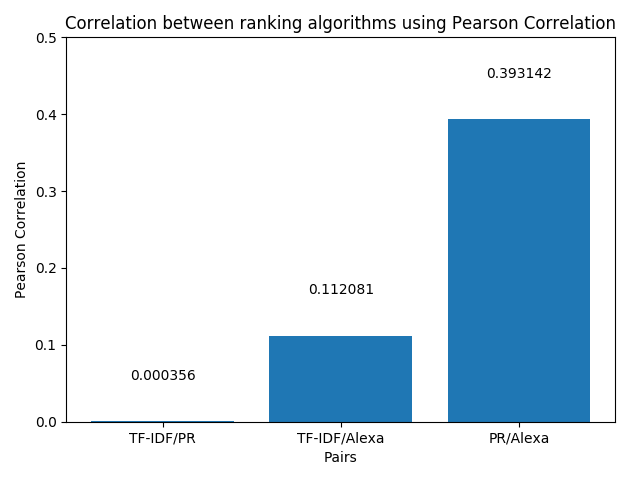 Correlation between ranking algorithms using Pearson Correlation
0.5
0.4
0.3
0.2
0.1
0.0
Pearson Correlation
0.000356
0.112081
0.393142
TF-IDF/PR
TF-IDF/Alexa
PR/Alexa
Pairs